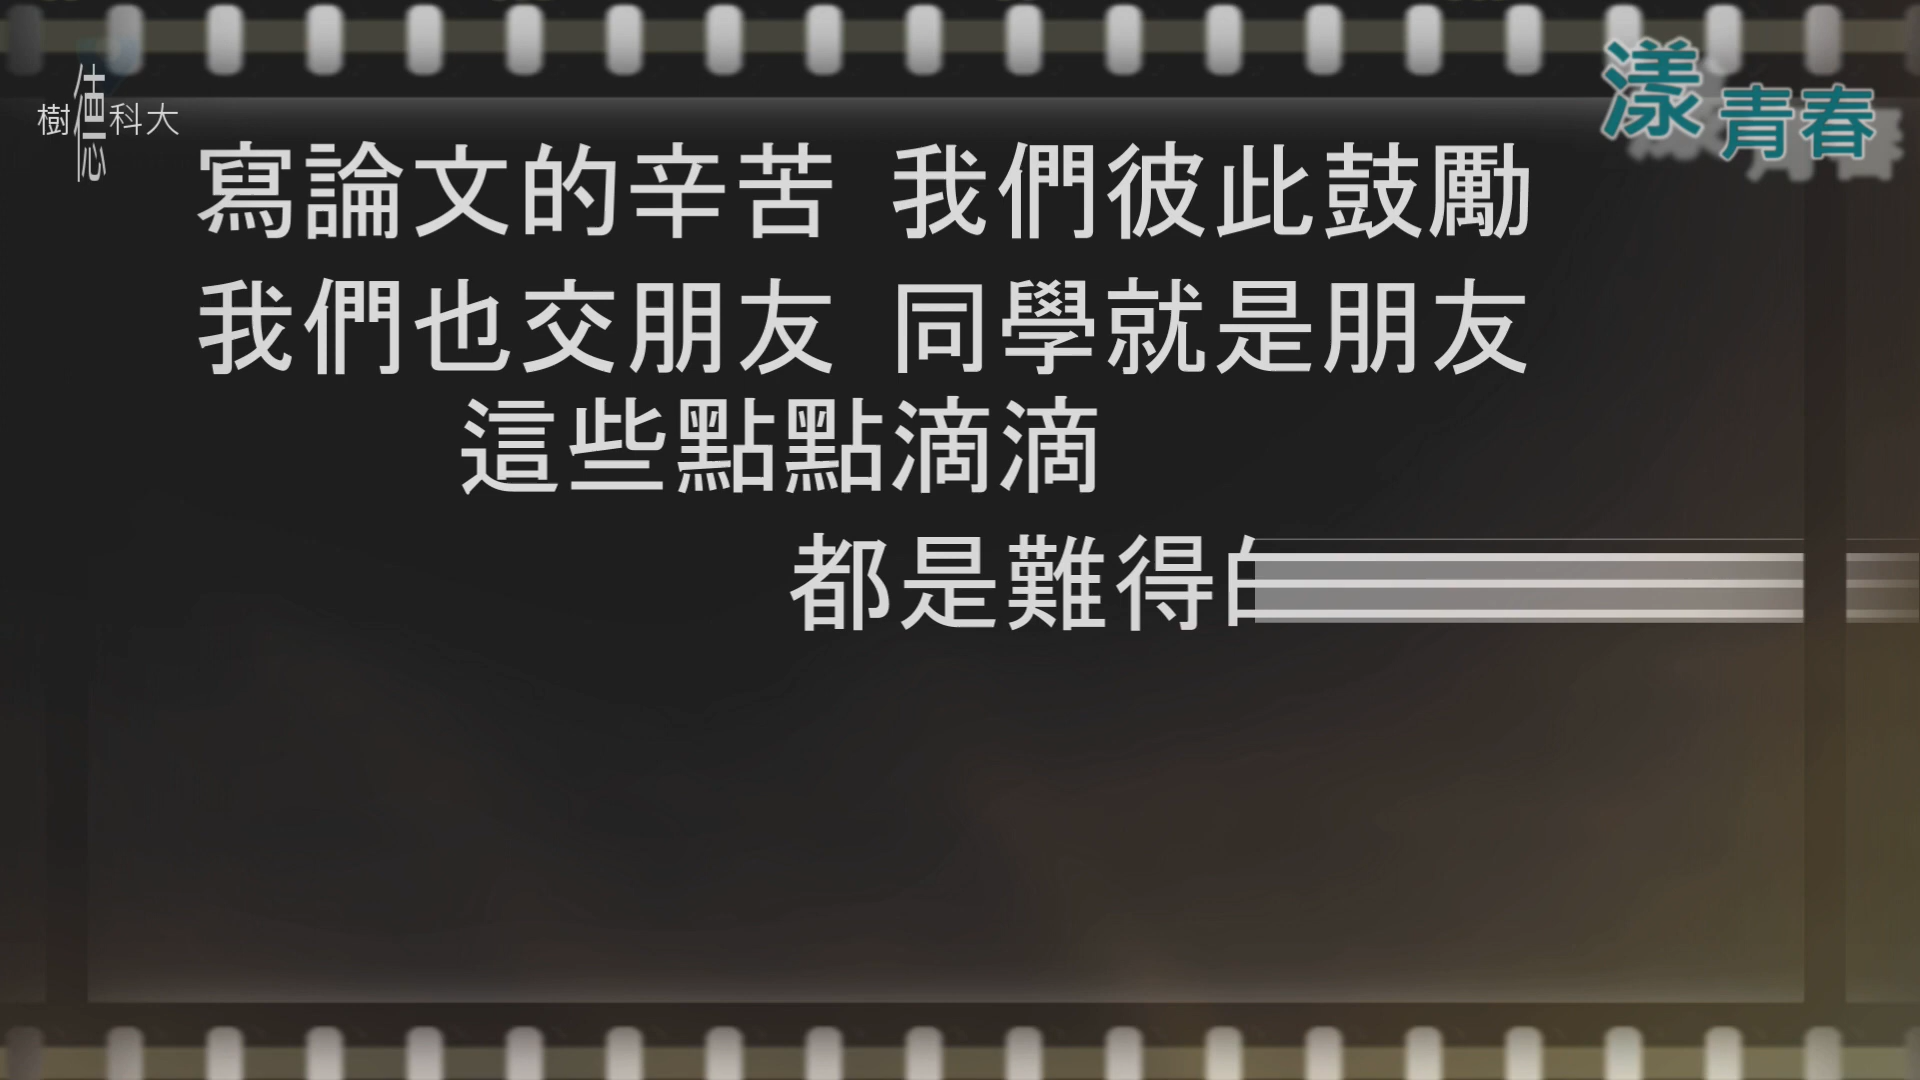 樹德科大
漾青春
寫論文的辛苦 我們彼此鼓勵
我們也交朋友 同學就是朋友
這些點點滴滴
都是難得